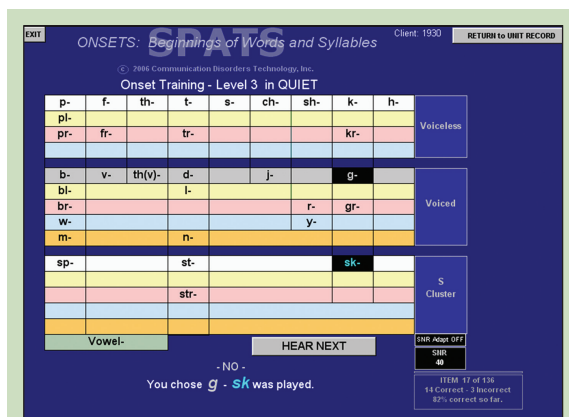 EXIT
SPATS
ONSETS: Beginnings of Words and Syllables
Client: 1930
RETURN to UNIT RECORD
© 2006 Communication Disorders Technology, Inc.
Onset Training - Level 3 in QUIET
p- f- th- t- s- ch- sh- k- h-
pl-
pr- fr- tr- kr-
Voiceless
b- v- th(v)- d- j- g-
bl- l-
br- r- gr-
w- y-
m- n-
Voiced
sp- st- sk-
str-
S
Cluster
Vowel-
HEAR NEXT
SNR Adapt OFF
SNR
40
- NO -
You chose g - sk was played.
ITEM 17 of 136
14 Correct - 3 Incorrect
82% correct so far.